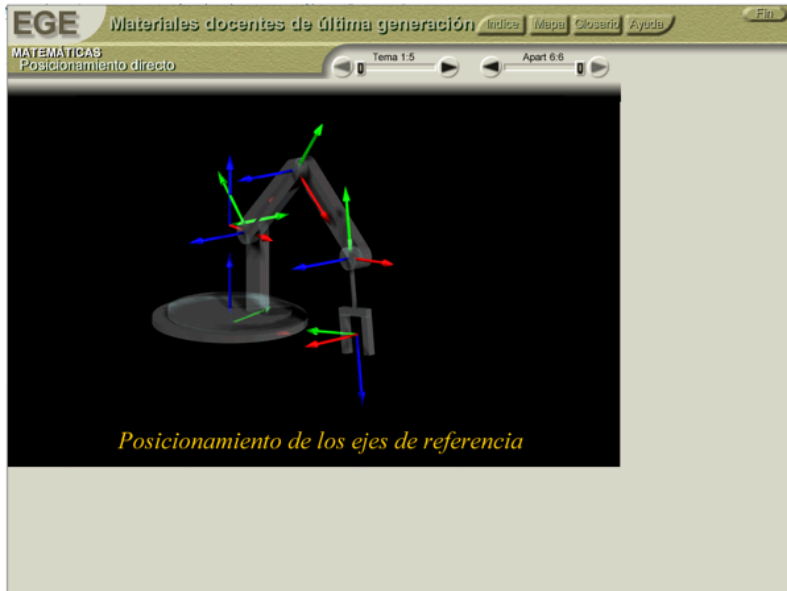 EGE Materiales docentes de última generación Indice Mapa Glosario Ayuda Fin
MATEMÁTICAS
Posicionamiento directo
Tema 1:5 Apart 6:6
Posicionamiento de los ejes de referencia